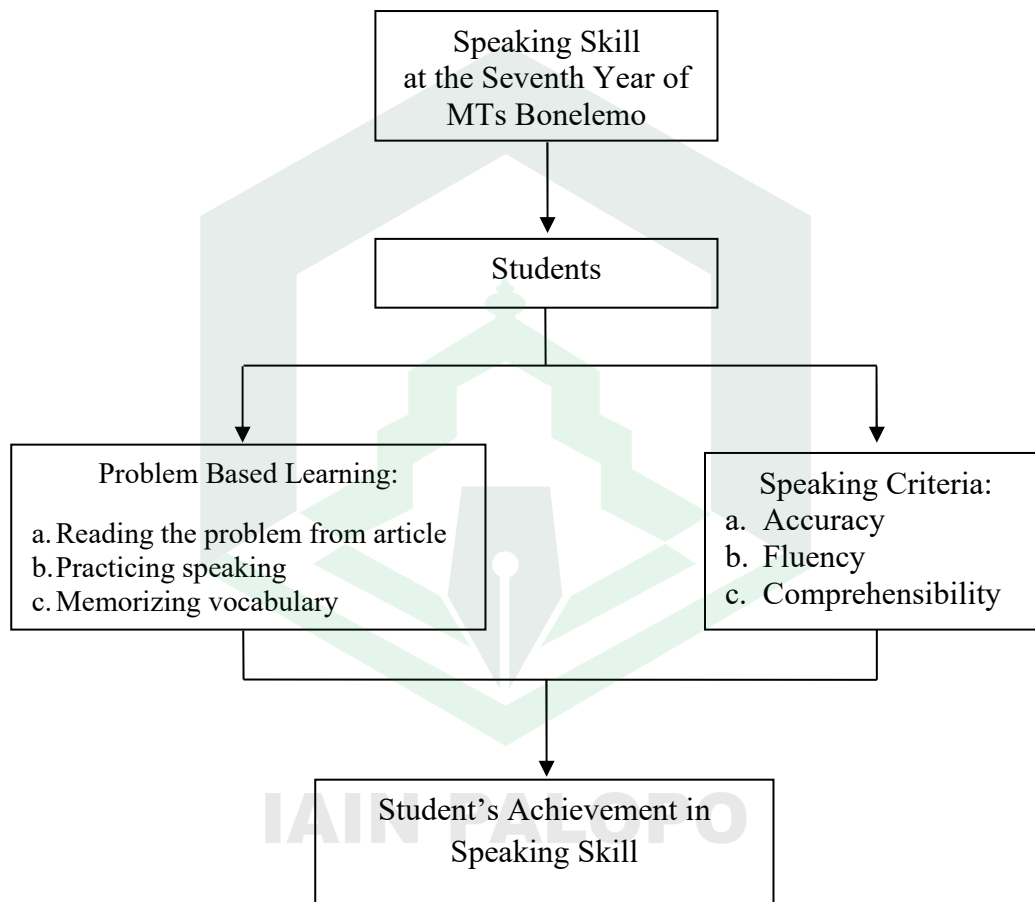 Speaking Skill
at the Seventh Year of
MTs Bonelemo
Students
Problem Based Learning:
a. Reading the problem from article
b. Practicing speaking
c. Memorizing vocabulary
Speaking Criteria:
a. Accuracy
b. Fluency
c. Comprehensibility
Student’s Achievement in
Speaking Skill
IAIN PALOPO